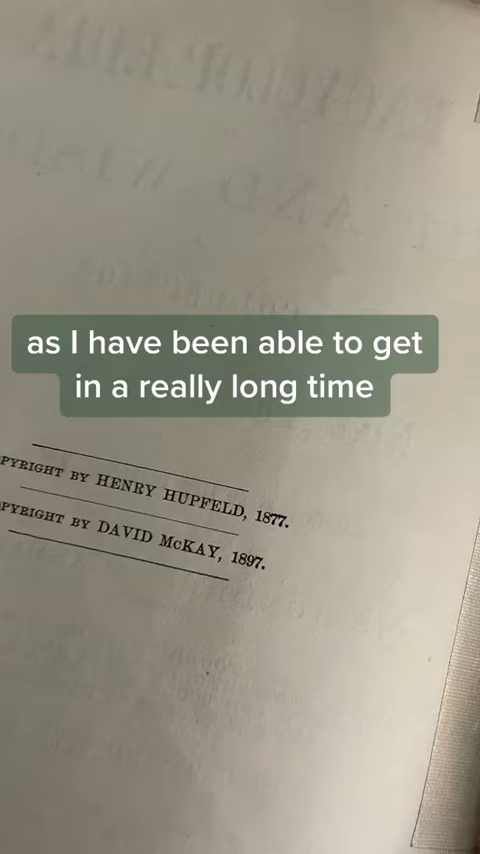 as I have been able to get
in a really long time
PYRIGHT BY HENRY HUPFELD, 1877.
PYRIGHT BY DAVID McKAY, 1897.